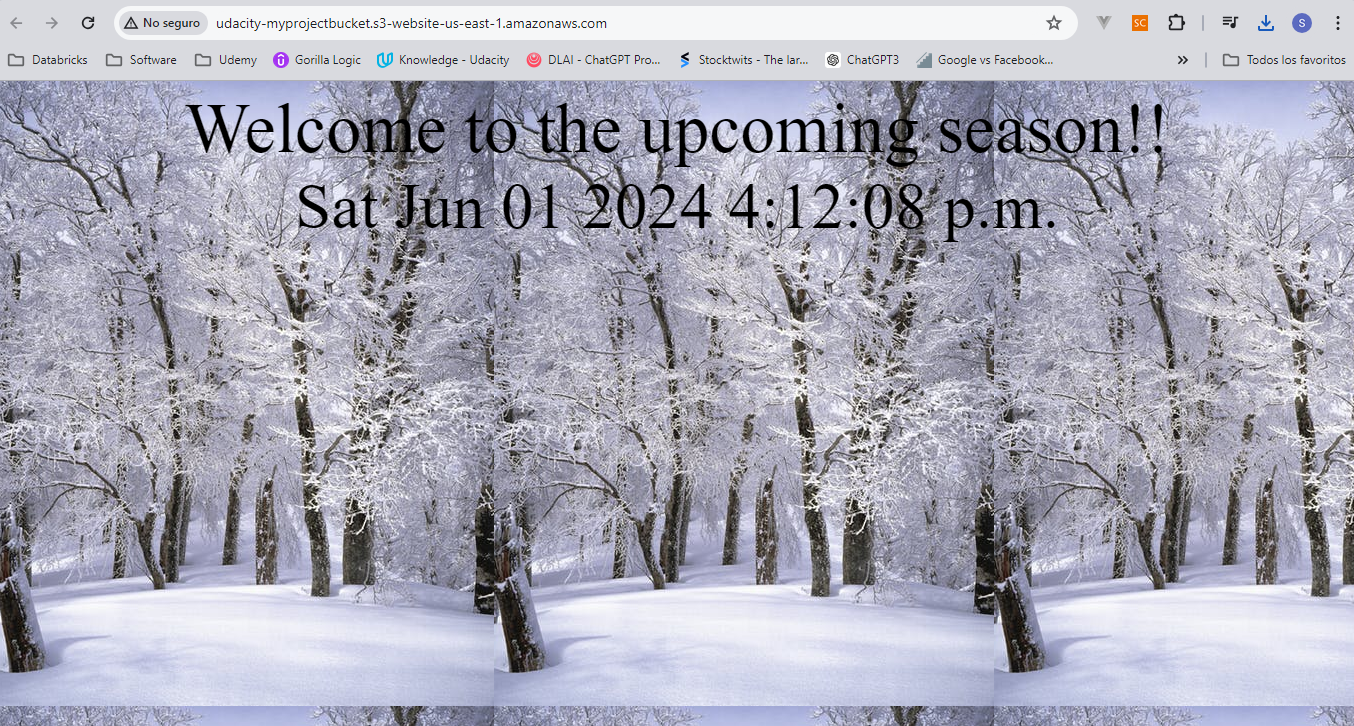 No seguro udacity-myprojectbucket.s3-website-us-east-1.amazonaws.com SC S
Databricks Software Udemy Gorilla Logic Knowledge - Udacity DLAI - ChatGPT Pro... Stocktwits - The lar... ChatGPT3 Google vs Facebook... » Todos los favoritos
Welcome to the upcoming season!!
Sat Jun 01 2024 4:12:08 p.m.